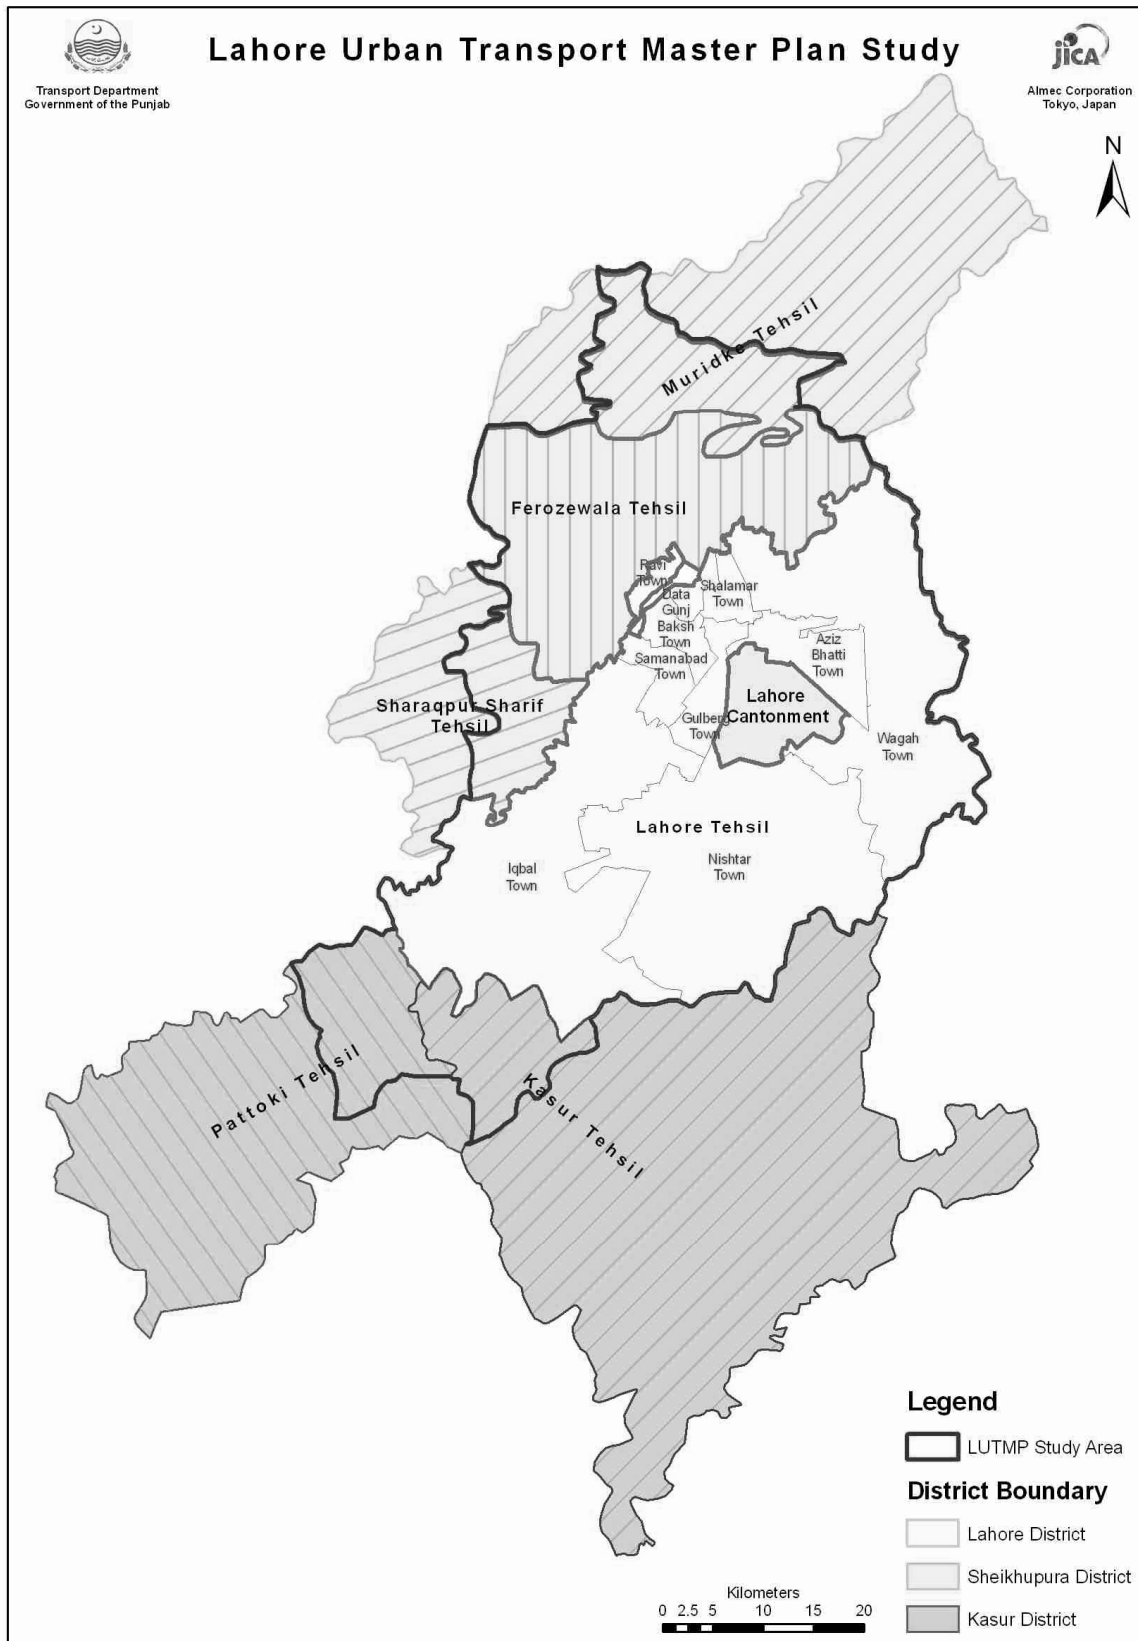 Lahore Urban Transport Master Plan Study
Transport Department
Government of the Punjab
jICA
Almec Corporation
Tokyo, Japan
N
Muridke Tehsil
Ferozewala Tehsil
Ravi
Town
Shalamar
Town
Data
Gunj
Baksh
Town
Samanabad
Town
Aziz
Bhatti
Town
Lahore
Cantonment
Sharaqpur Sharif
Tehsil
Gulberg
Town
Wagah
Town
Lahore Tehsil
Iqbal
Town
Nishtar
Town
Pattoki Tehsil
Kasur Tehsil
Legend
LUTMP Study Area
District Boundary
Lahore District
Sheikhupura District
Kasur District
Kilometers
0 2.5 5 10 15 20